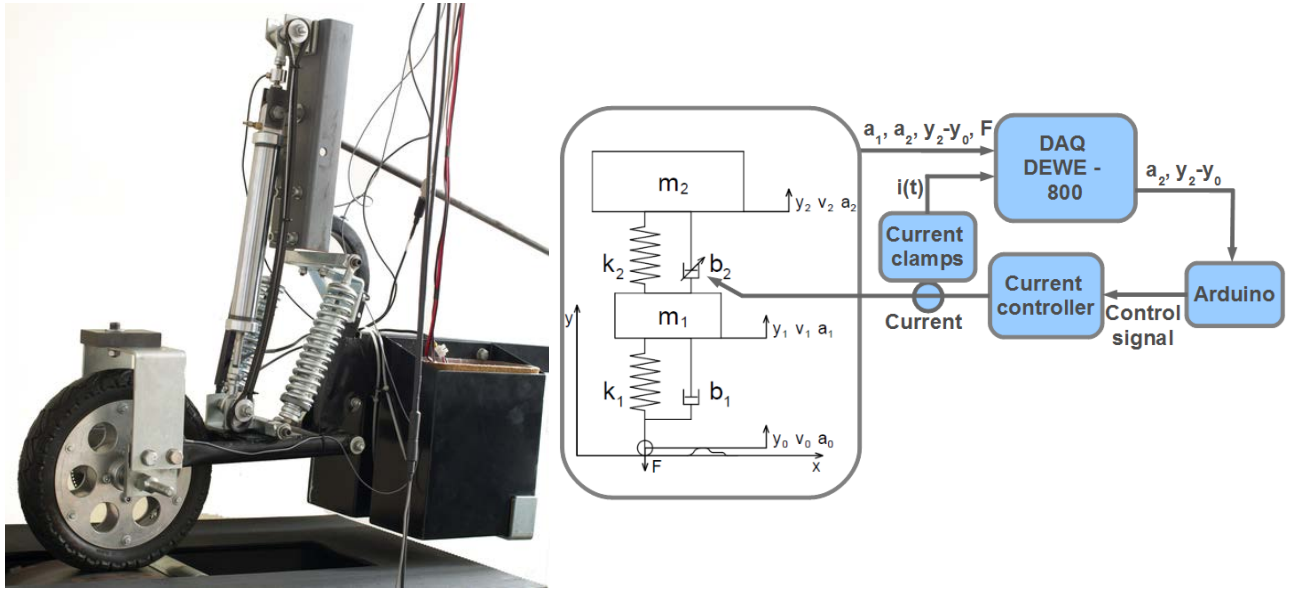 a₁, a₂, y₂-y₀, F
DAQ
DEWE -
800
a₂, y₂-y₀
i(t)
m₂
y₂ v₂ a₂
Current
clamps
k₂
b₂
Current
controller
Arduino
Current
Control
signal
y
m₁
y₁ v₁ a₁
k₁
b₁
y₀ v₀ a₀
x
F